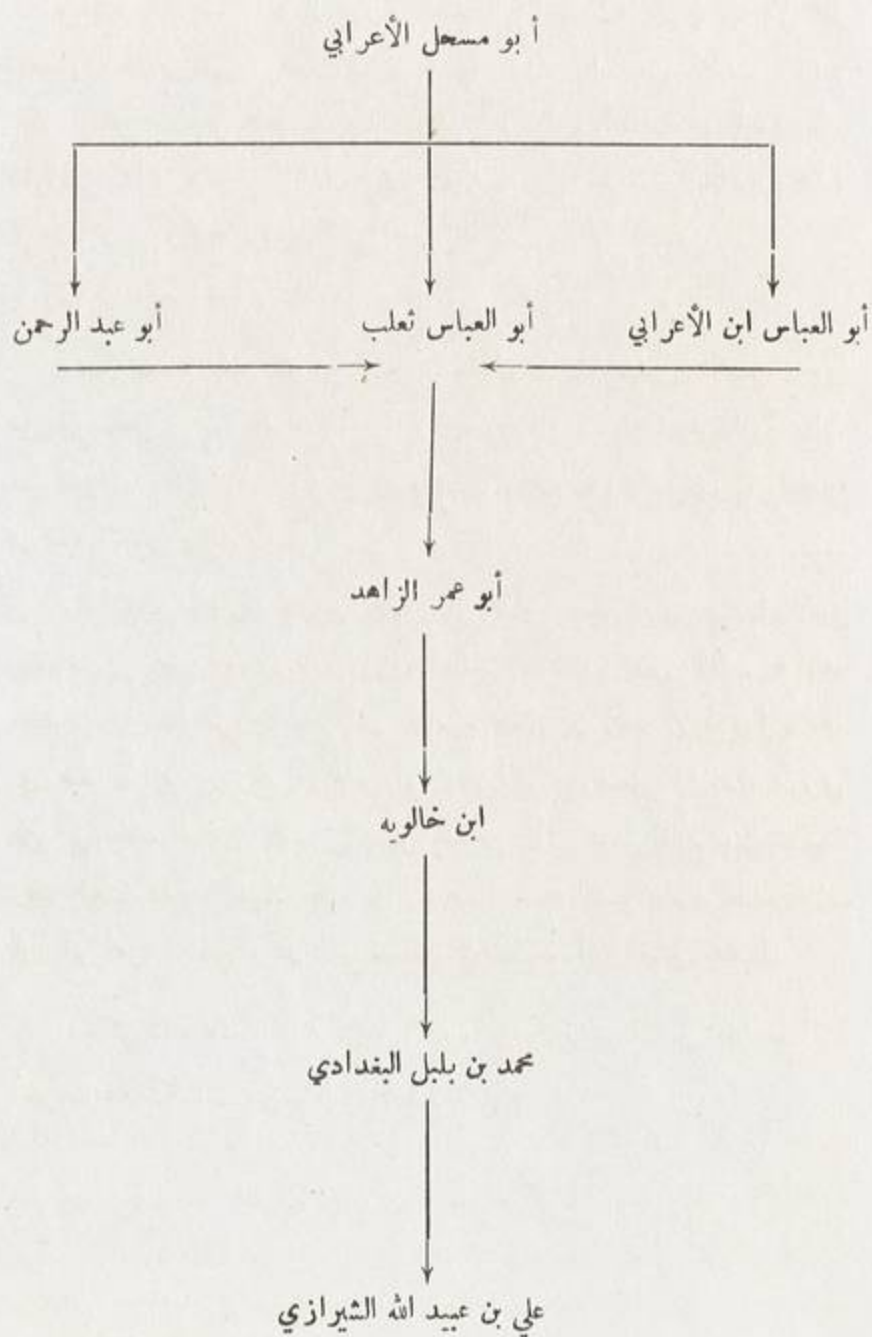 أبو مسحل الأعرابي
أبو العباس ابن الأعرابي أبو العباس ثعلب أبو عبد الرحمن
أبو عمر الزاهد
ابن خالويه
محمد بن بلبل البغدادي
علي بن عبيد الله الشيرازي